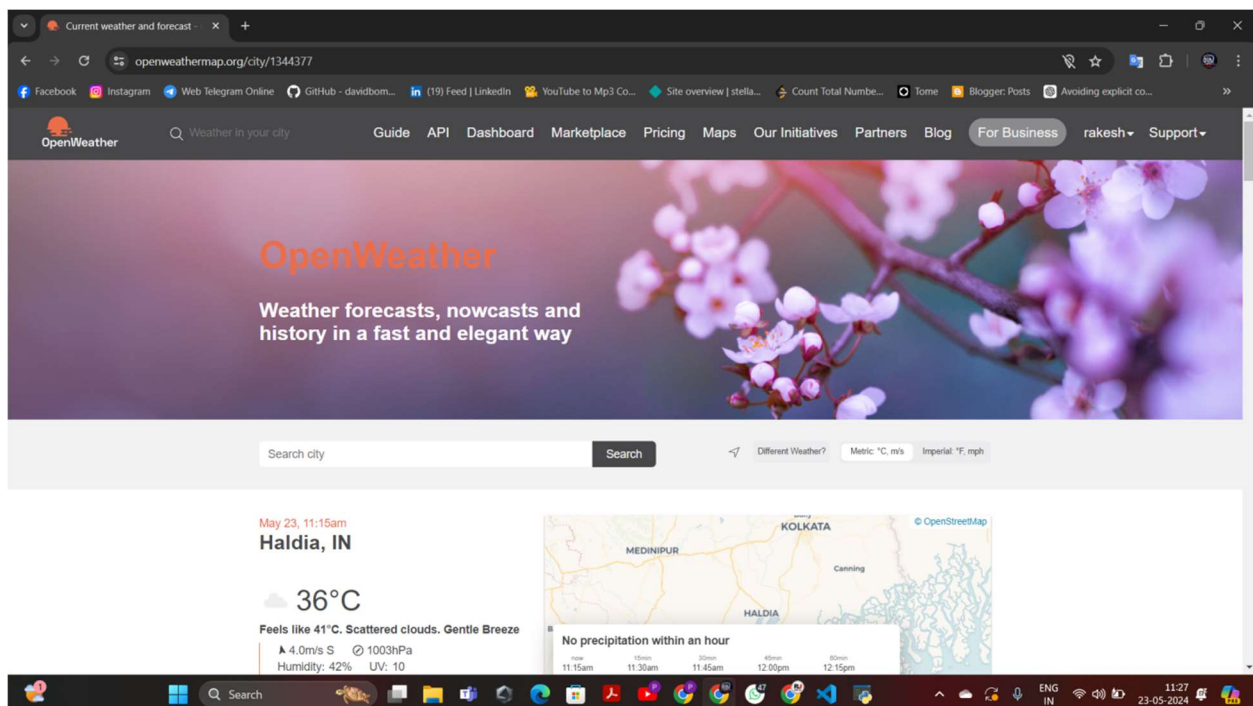 Current weather and forecast -
openweathermap.org/city/1344377
Facebook Instagram Web Telegram Online GitHub - davidbom... (19) Feed | LinkedIn YouTube to Mp3 Co... Site overview | stella... Count Total Numbe... Tome Blogger: Posts Avoiding explicit co... »
OpenWeather Weather in your city Guide API Dashboard Marketplace Pricing Maps Our Initiatives Partners Blog For Business rakesh Support
OpenWeather
Weather forecasts, nowcasts and
history in a fast and elegant way
Search city Search Different Weather? Metric: °C, m/s Imperial: °F, mph
May 23, 11:15am
Haldia, IN
36°C
Feels like 41°C. Scattered clouds. Gentle Breeze
4.0m/s S 1003hPa
Humidity: 42% UV: 10
© OpenStreetMap
KOLKATA
MEDINIPUR
Canning
HALDIA
No precipitation within an hour
now 15min 30min 45min 60min
11:15am 11:30am 11:45am 12:00pm 12:15pm
Search
ENG
IN
11:27
23-05-2024